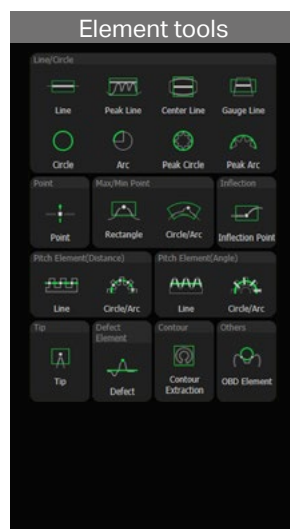 Element tools
Line/Circle
Line Peak Line Center Line Gauge Line
Circle Arc Peak Circle Peak Arc
Point Max/Min Point Inflection
Point Rectangle Circle/Arc Inflection Point
Pitch Element(Distance) Pitch Element(Angle)
Line Circle/Arc Line Circle/Arc
Tip Defect Element Contour Others
Tip Defect Contour Extraction OBD Element